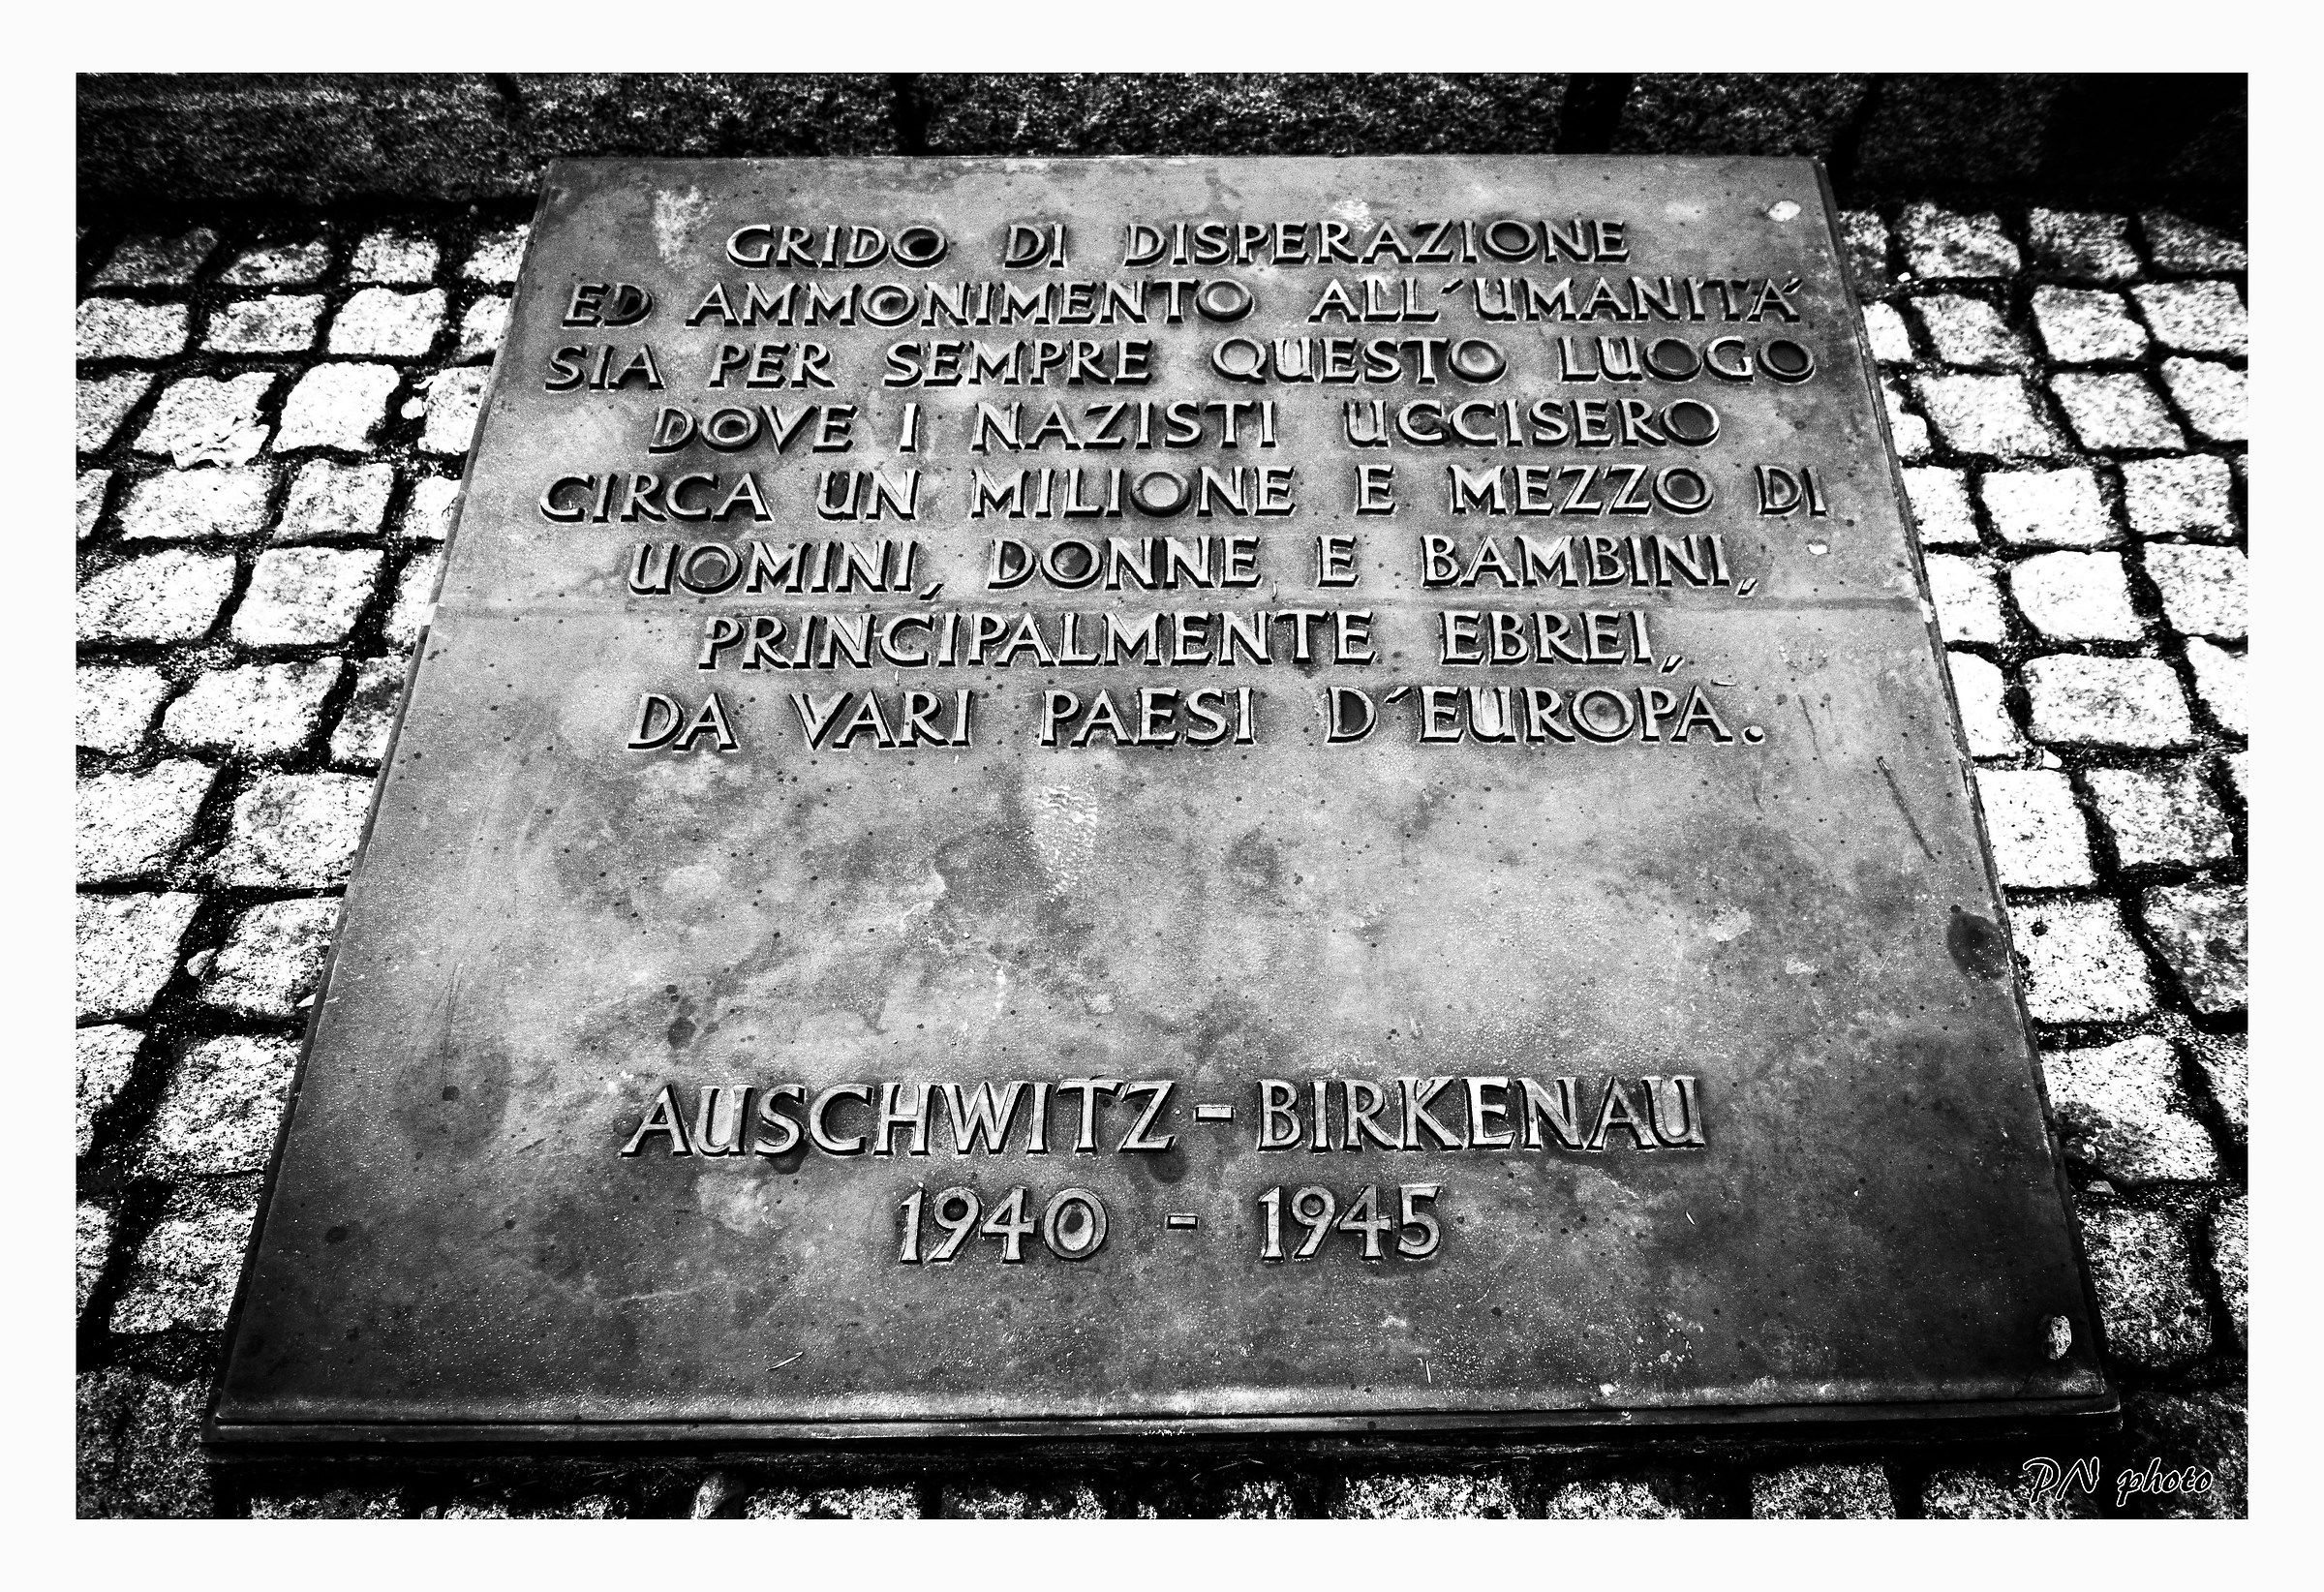 GRIDO DI DISPERAZIONE
ED AMMONIMENTO ALL´UMANITÁ
SIA PER SEMPRE QUESTO LUOGO
DOVE I NAZISTI UCCISERO
CIRCA UN MILIONE E MEZZO DI
UOMINI, DONNE E BAMBINI,
PRINCIPALMENTE EBREI,
DA VARI PAESI D´EUROPA.
AUSCHWITZ-BIRKENAU
1940 - 1945
PN photo